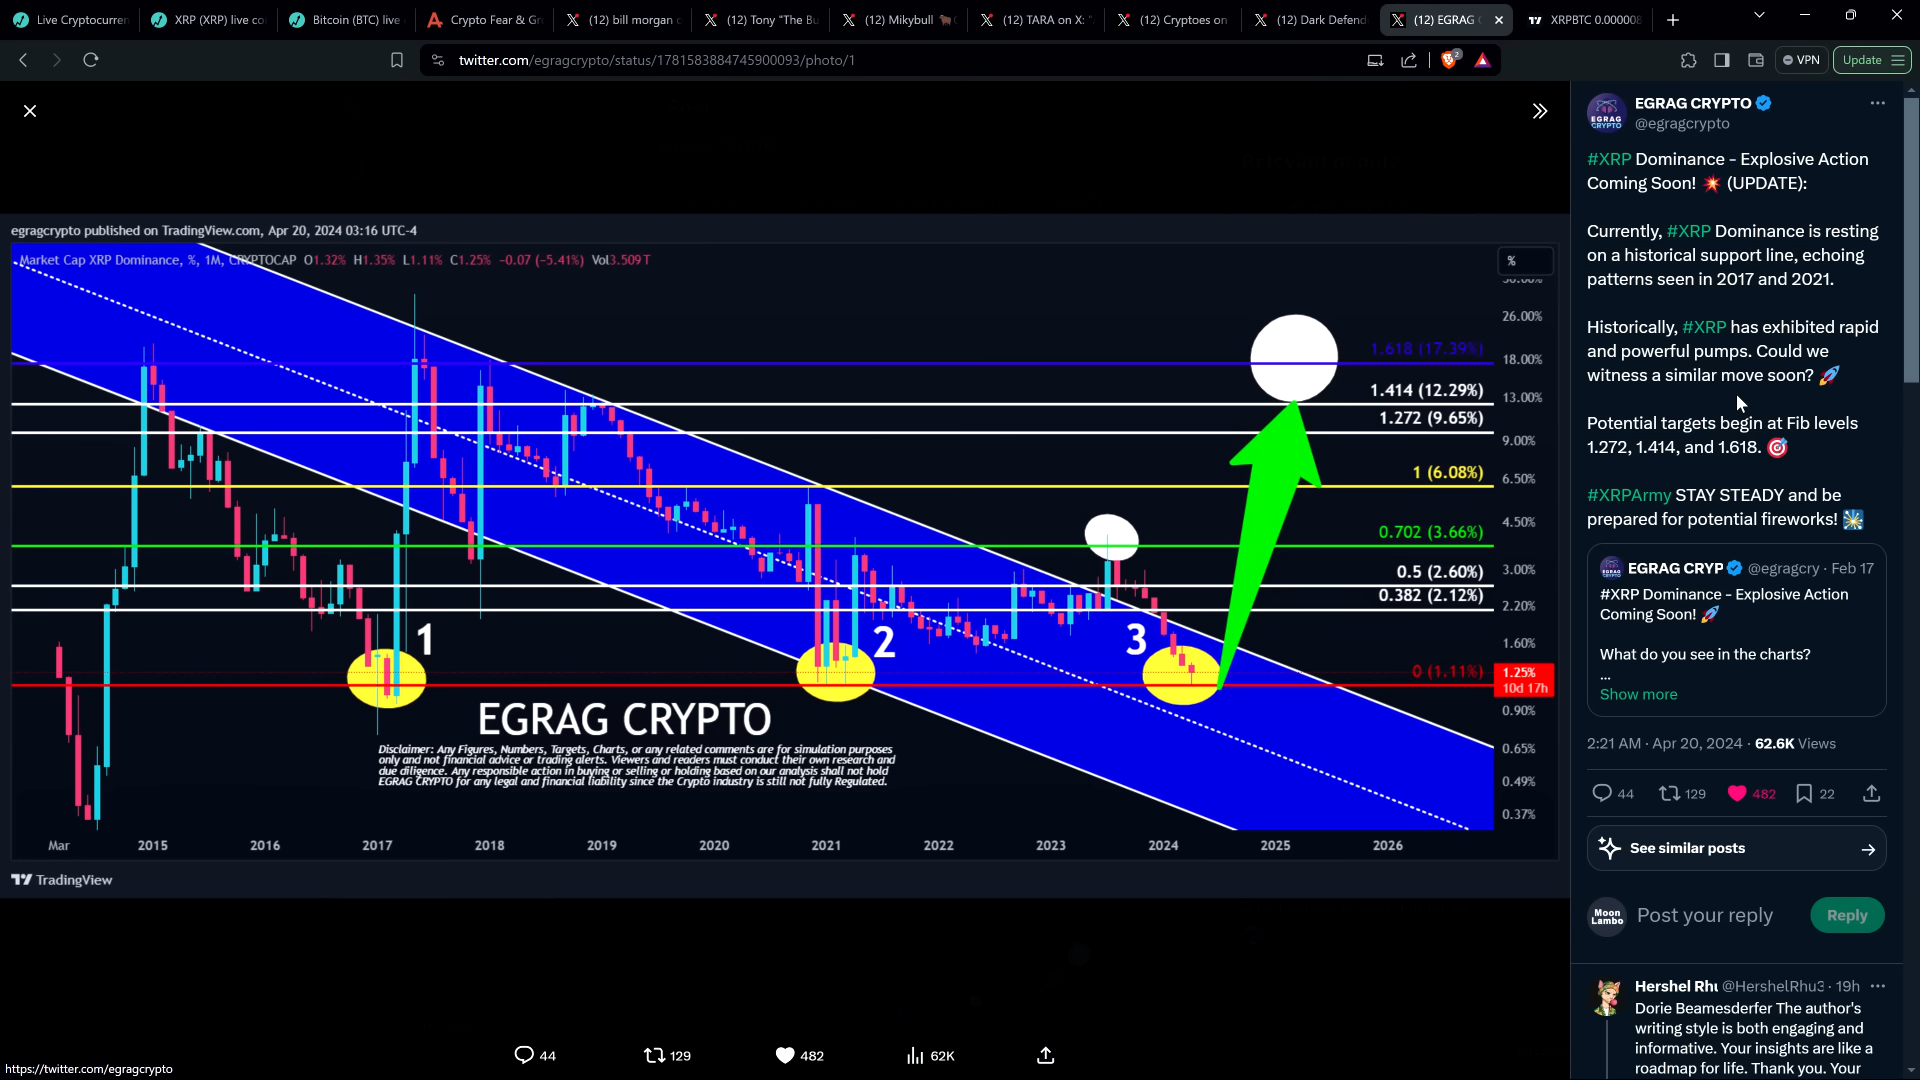 Live Cryptocurren
XRP (XRP) live co
Bitcoin (BTC) live
Crypto Fear & Gr
(12) bill morgan
(12) Tony "The Bu
(12) Mikybull
(12) TARA on X: "
(12) Cryptoes on
(12) Dark Defend
(12) EGRAG
XRPBTC 0.000008
twitter.com/egragcrypto/status/1781583884745900093/photo/1
2
VPN
Update
egragcrypto published on TradingView.com, Apr 20, 2024 03:16 UTC-4
Market Cap XRP Dominance, %, 1M, CRYPTOCAP O1.32% H1.35% L1.11% C1.25% -0.07 (-5.41%) Vol3.509T
%
26.00%
1.618 (17.39%)
18.00%
1.414 (12.29%)
13.00%
1.272 (9.65%)
9.00%
1 (6.08%)
6.50%
4.50%
0.702 (3.66%)
0.5 (2.60%)
3.00%
0.382 (2.12%)
2.20%
1
2
3
1.60%
0 (1.11%)
1.25%
10d 17h
0.90%
0.65%
0.49%
0.37%
EGRAG CRYPTO
Disclaimer: Any Figures, Numbers, Targets, Charts, or any related comments are for simulation purposes
only and not financial advice or trading alerts. Viewers and readers must conduct their own research and
due diligence. Any responsible action in buying or selling or holding based on our analysis shall not hold
EGRAG CRYPTO for any legal and financial liability since the Crypto industry is still not fully Regulated.
Mar 2015 2016 2017 2018 2019 2020 2021 2022 2023 2024 2025 2026
TradingView
44 129 482 62K
https://twitter.com/egragcrypto
EGRAG CRYPTO
@egragcrypto
#XRP Dominance - Explosive Action
Coming Soon! 💥 (UPDATE):
Currently, #XRP Dominance is resting
on a historical support line, echoing
patterns seen in 2017 and 2021.
Historically, #XRP has exhibited rapid
and powerful pumps. Could we
witness a similar move soon? 🚀
Potential targets begin at Fib levels
1.272, 1.414, and 1.618. 🎯
#XRPArmy STAY STEADY and be
prepared for potential fireworks! 🎇
EGRAG CRYP @egragcry · Feb 17
#XRP Dominance - Explosive Action
Coming Soon! 🚀
What do you see in the charts?
...
Show more
2:21 AM · Apr 20, 2024 · 62.6K Views
44 129 482 22
See similar posts
Moon
Lambo
Post your reply
Reply
Hershel Rhu @HershelRhu3 · 19h
Dorie Beamesderfer The author's
writing style is both engaging and
informative. Your insights are like a
roadmap for life. Thank you. Your